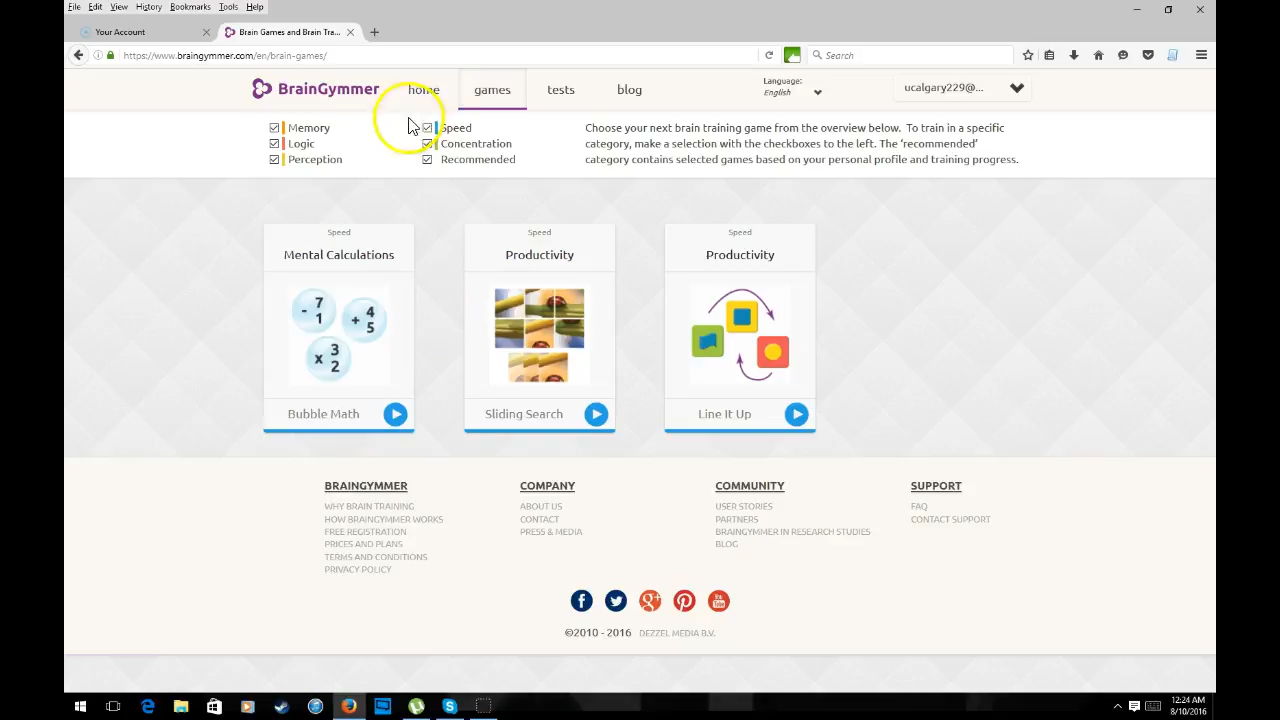 File Edit View History Bookmarks Tools Help
Your Account
Brain Games and Brain Tra...
https://www.braingymmer.com/en/brain-games/
Search
BrainGymmer home games tests blog
Language:
English
ucalgary229@...
Memory
Logic
Perception
Speed
Concentration
Recommended
Choose your next brain training game from the overview below. To train in a specific
category, make a selection with the checkboxes to the left. The 'recommended'
category contains selected games based on your personal profile and training progress.
Speed
Mental Calculations
- 7 1
+ 4 5
x 3 2
Bubble Math
Speed
Productivity
Sliding Search
Speed
Productivity
Line It Up
BRAINGYMMER
WHY BRAIN TRAINING
HOW BRAINGYMMER WORKS
FREE REGISTRATION
PRICES AND PLANS
TERMS AND CONDITIONS
PRIVACY POLICY
COMPANY
ABOUT US
CONTACT
PRESS & MEDIA
COMMUNITY
USER STORIES
PARTNERS
BRAINGYMMER IN RESEARCH STUDIES
BLOG
SUPPORT
FAQ
CONTACT SUPPORT
©2010 - 2016 DEZZEL MEDIA B.V.
12:24 AM
8/10/2016